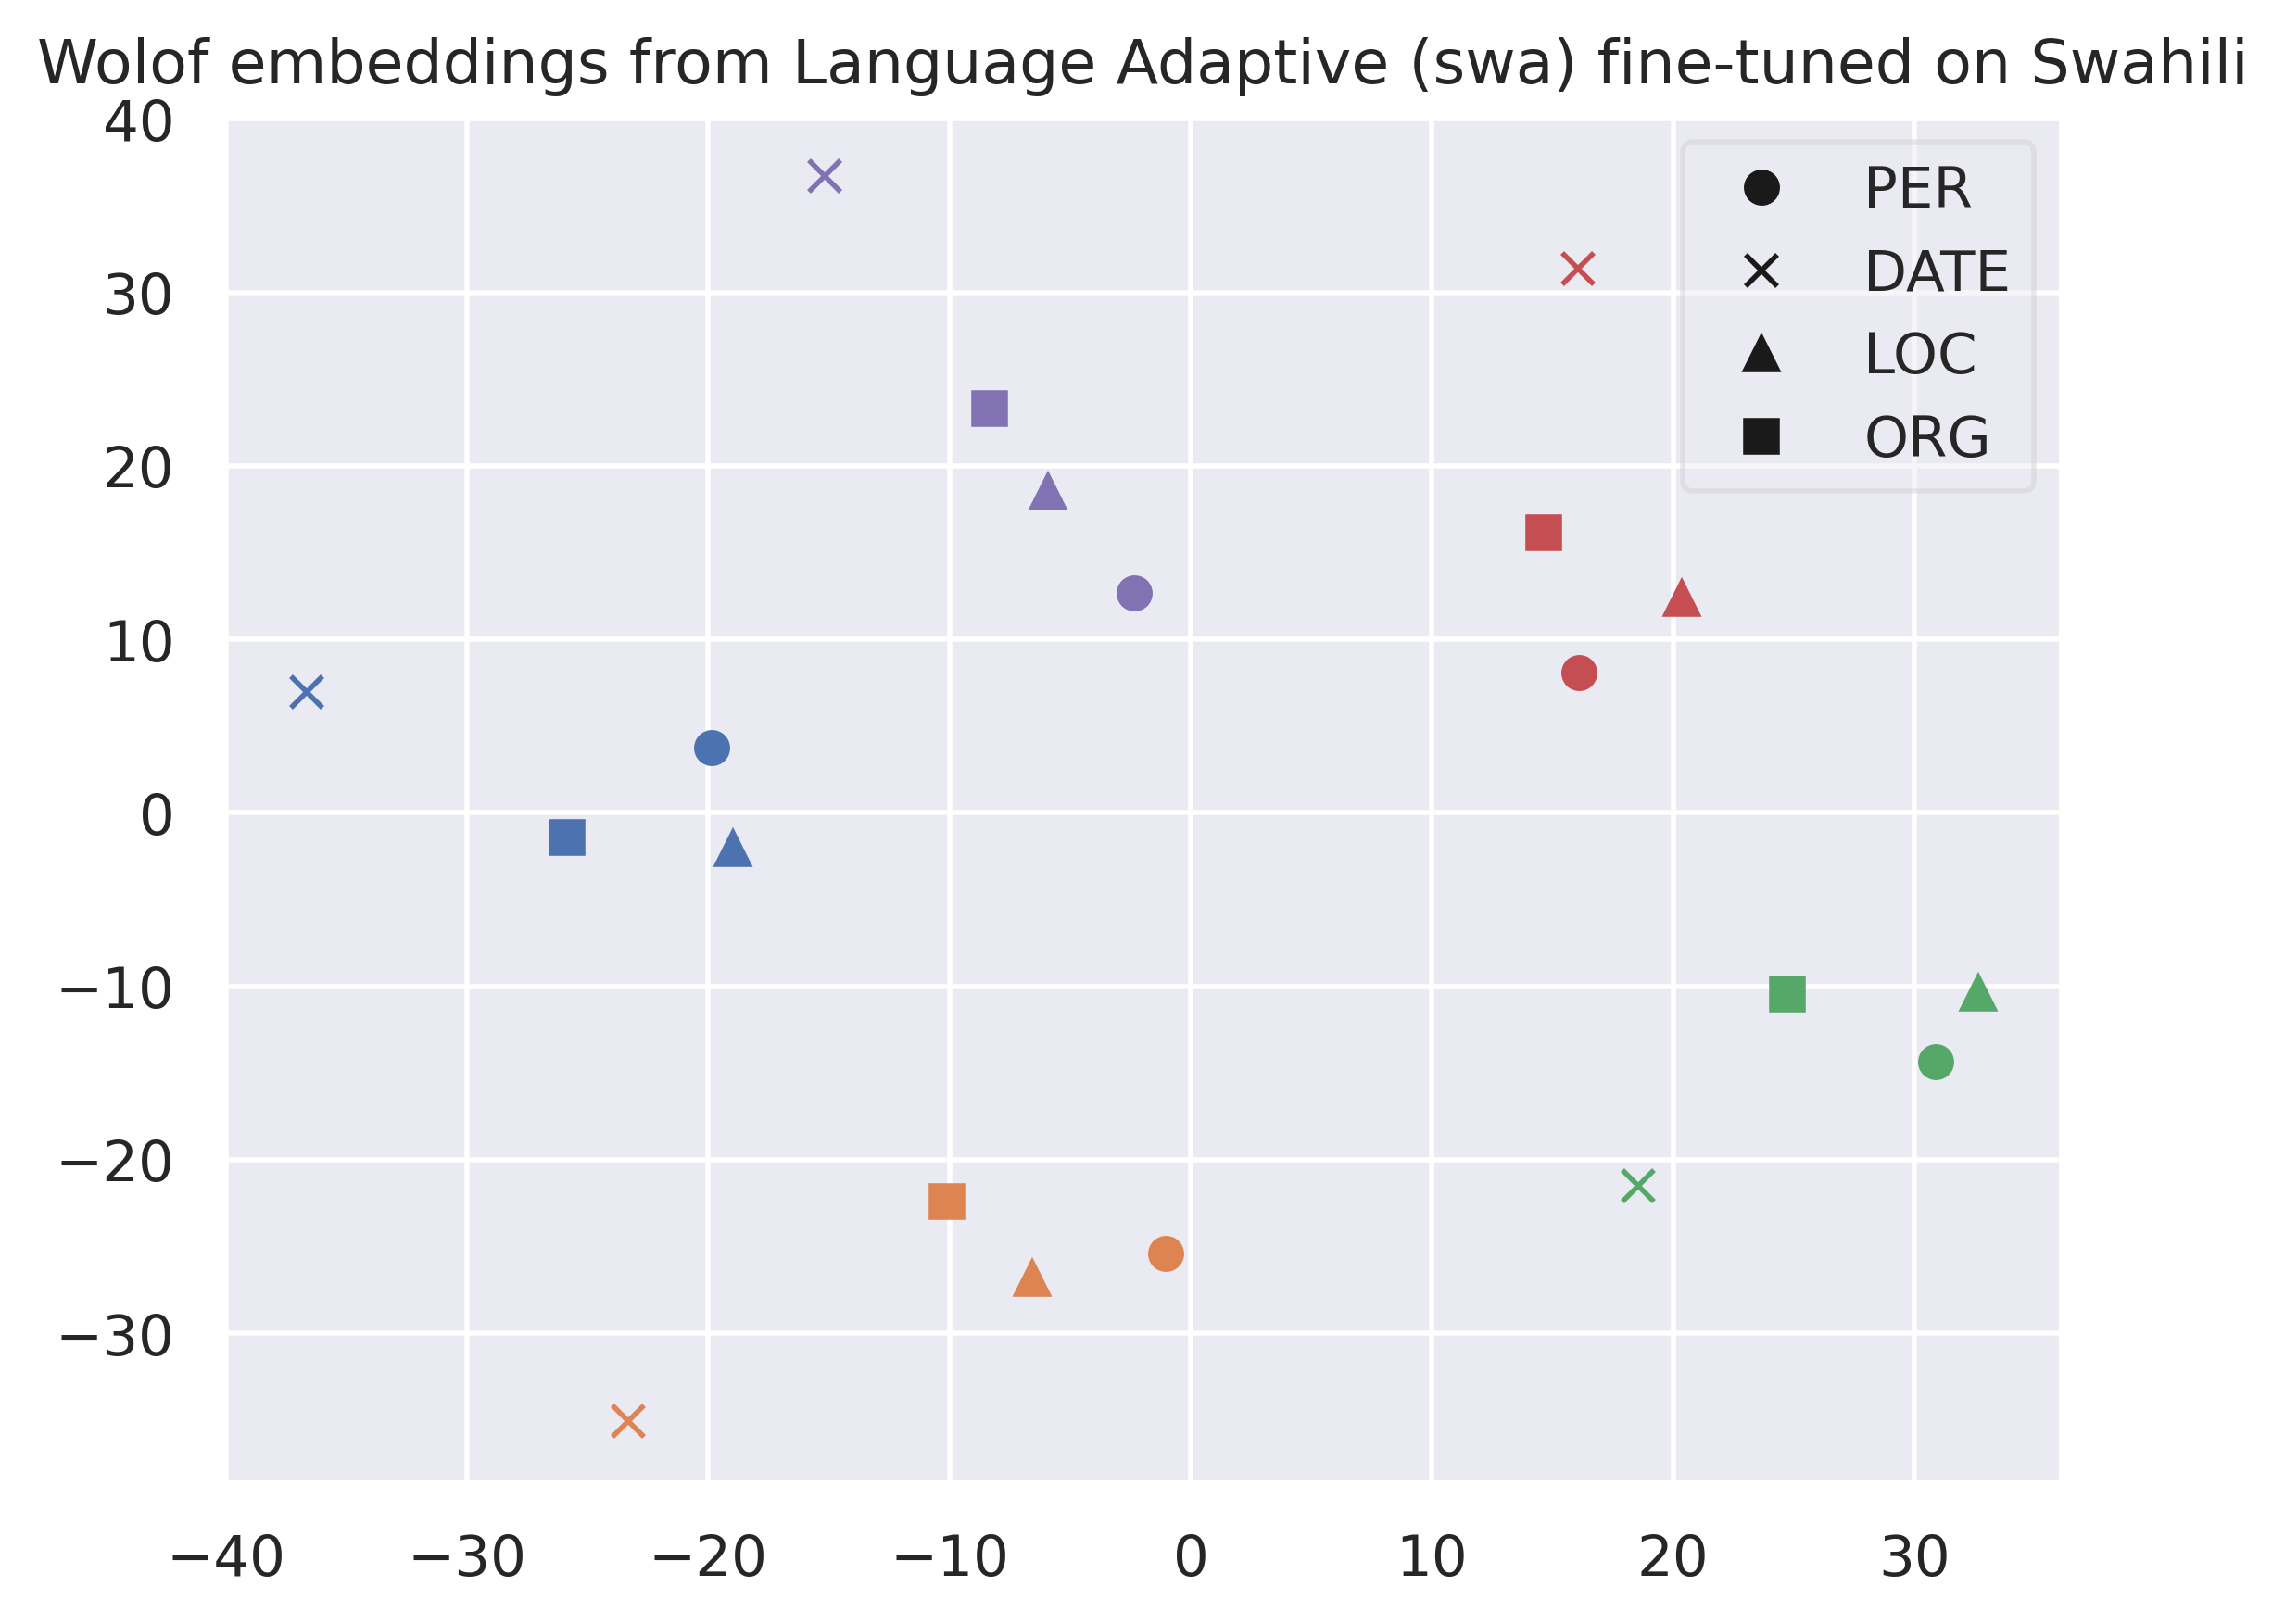 Wolof embeddings from Language Adaptive (swa) fine-tuned on Swahili
40
30
20
10
0
−10
−20
−30
PER
DATE
LOC
ORG
−40 −30 −20 −10 0 10 20 30